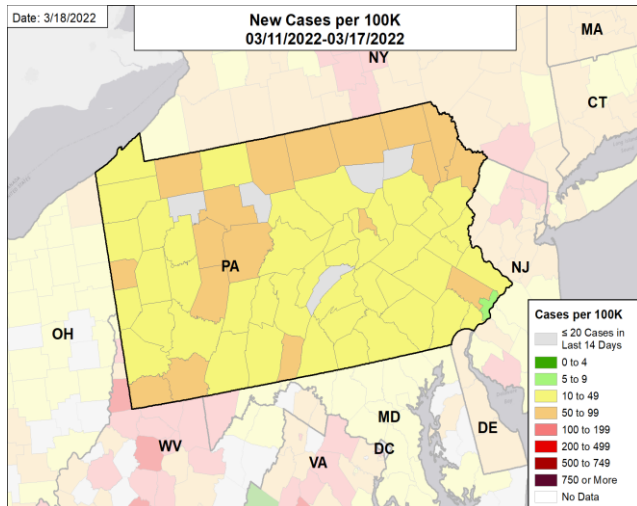 Date: 3/18/2022
New Cases per 100K
03/11/2022-03/17/2022
MA
NY
CT
PA
NJ
OH
Cases per 100K
≤ 20 Cases in
Last 14 Days
0 to 4
5 to 9
10 to 49
50 to 99
100 to 199
200 to 499
500 to 749
750 or More
No Data
MD
DE
WV
DC
VA